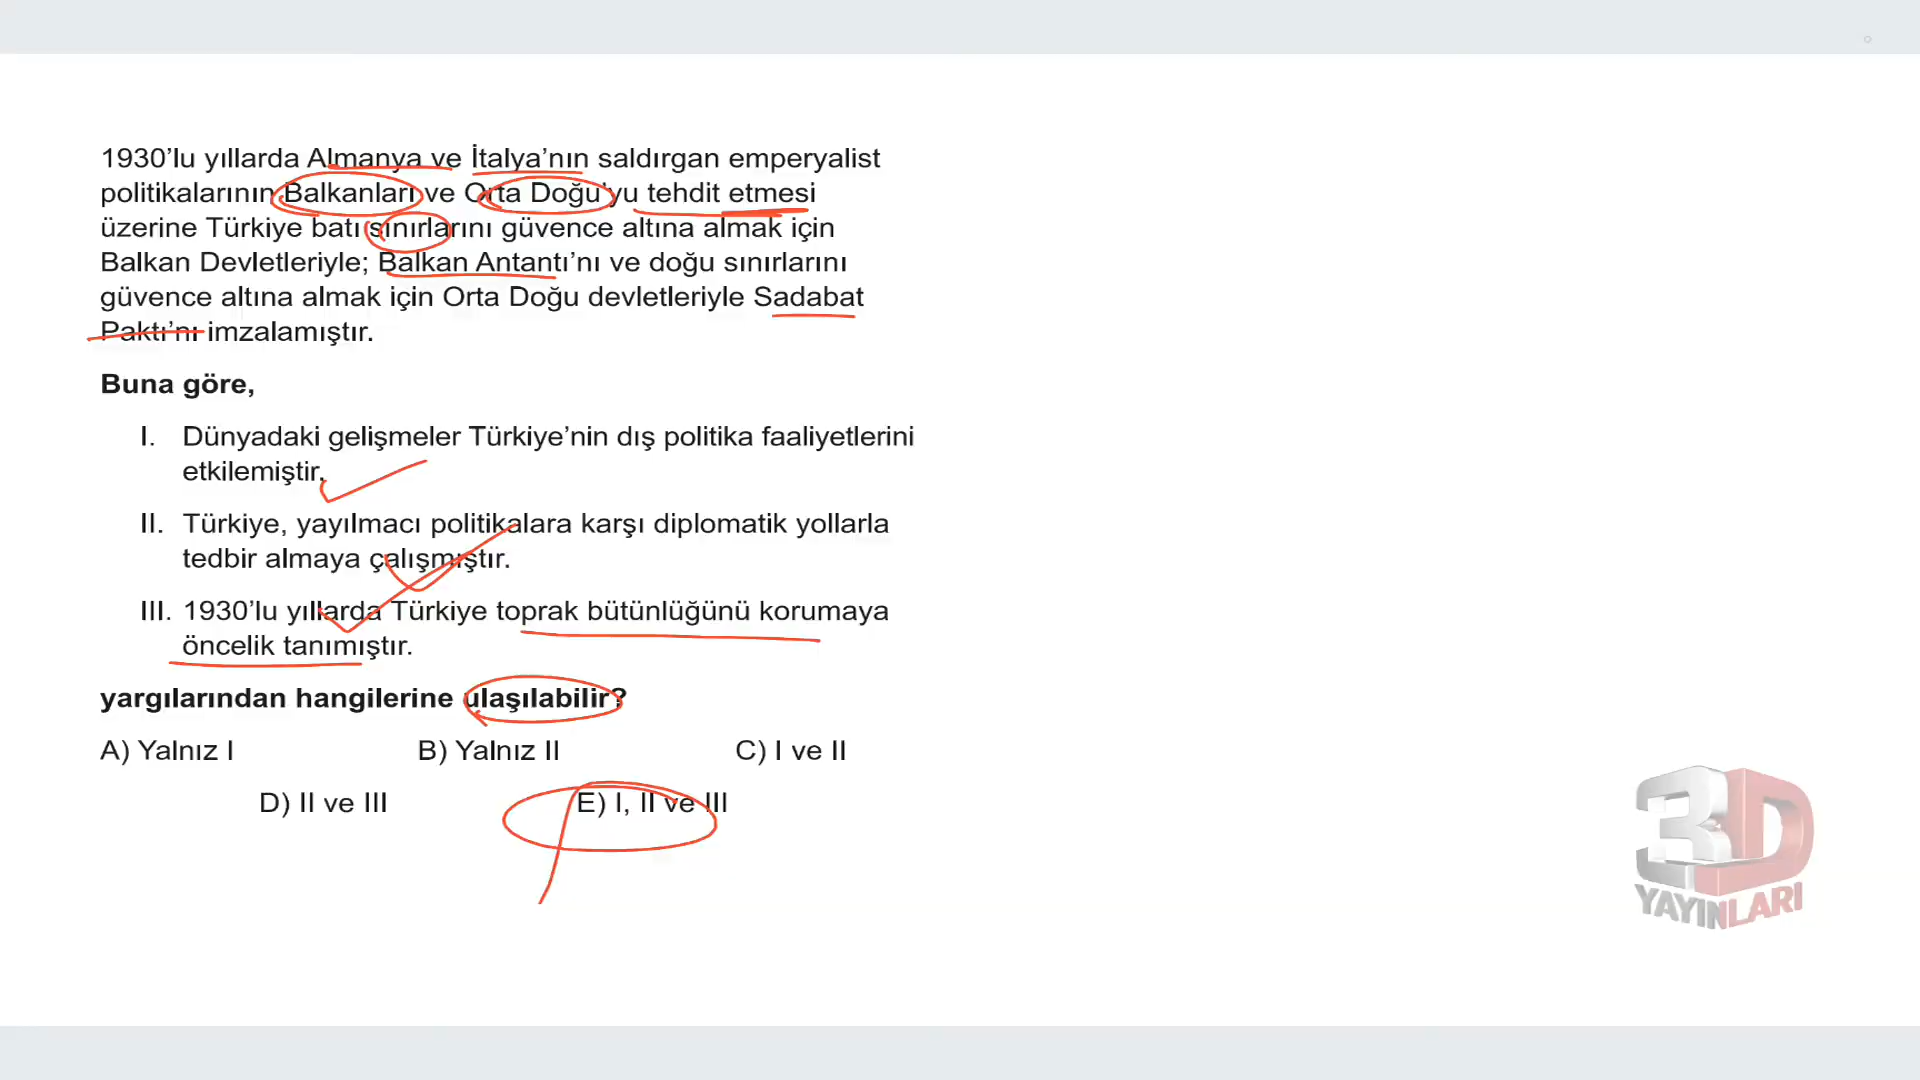 1930’lu yıllarda Almanya ve İtalya’nın saldırgan emperyalist
politikalarının Balkanları ve Orta Doğu’yu tehdit etmesi
üzerine Türkiye batı sınırlarını güvence altına almak için
Balkan Devletleriyle; Balkan Antantı’nı ve doğu sınırlarını
güvence altına almak için Orta Doğu devletleriyle Sadabat
Paktı’nı imzalamıştır.
Buna göre,
I. Dünyadaki gelişmeler Türkiye’nin dış politika faaliyetlerini
etkilemiştir.
II. Türkiye, yayılmacı politikalara karşı diplomatik yollarla
tedbir almaya çalışmıştır.
III. 1930’lu yıllarda Türkiye toprak bütünlüğünü korumaya
öncelik tanımıştır.
yargılarından hangilerine ulaşılabilir?
A) Yalnız I B) Yalnız II C) I ve II
D) II ve III E) I, II ve III
3D
YAYINLARI